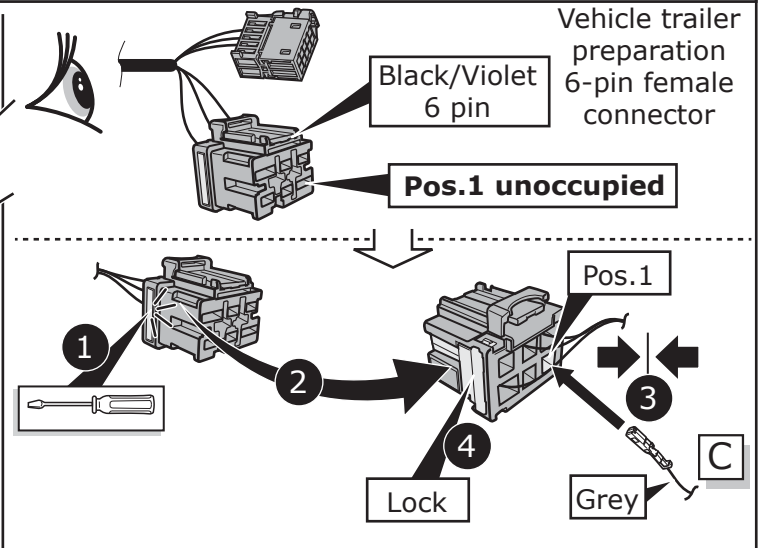 Vehicle trailer
preparation
6-pin female
connector
Black/Violet
6 pin
Pos.1 unoccupied
Pos.1
1
2
3
4
C
Lock
Grey